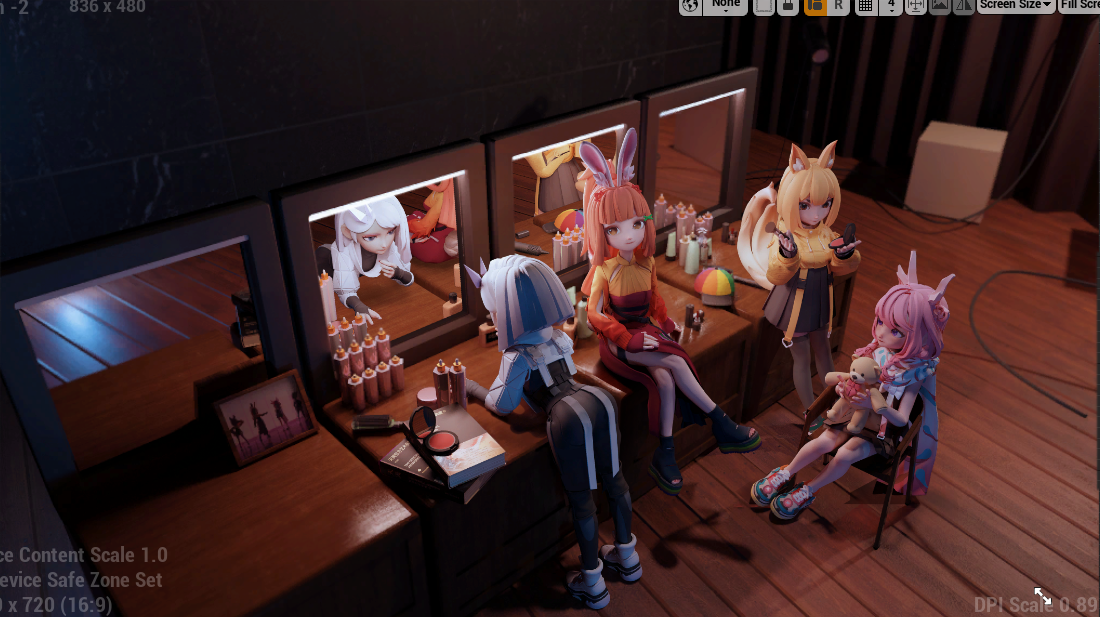 -2
836 x 480
None
R
4
Screen Size
Fill Scre
ce Content Scale 1.0
evice Safe Zone Set
0 x 720 (16:9)
DPI Scale 0.89